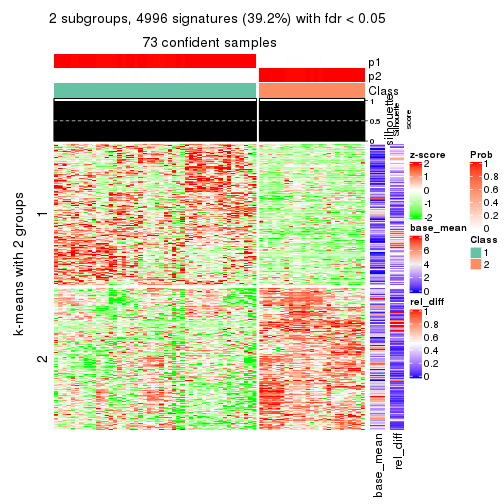 2 subgroups, 4996 signatures (39.2%) with fdr < 0.05
73 confident samples
p1
p2
Class
silhouette
Silhouette
score
1
0.5
0
k-means with 2 groups
1
2
base_mean
rel_diff
z-score
2
1
0
-1
-2
base_mean
8
6
4
2
0
rel_diff
1
0.8
0.6
0.4
0.2
0
Prob
1
0.8
0.6
0.4
0.2
0
Class
1
2